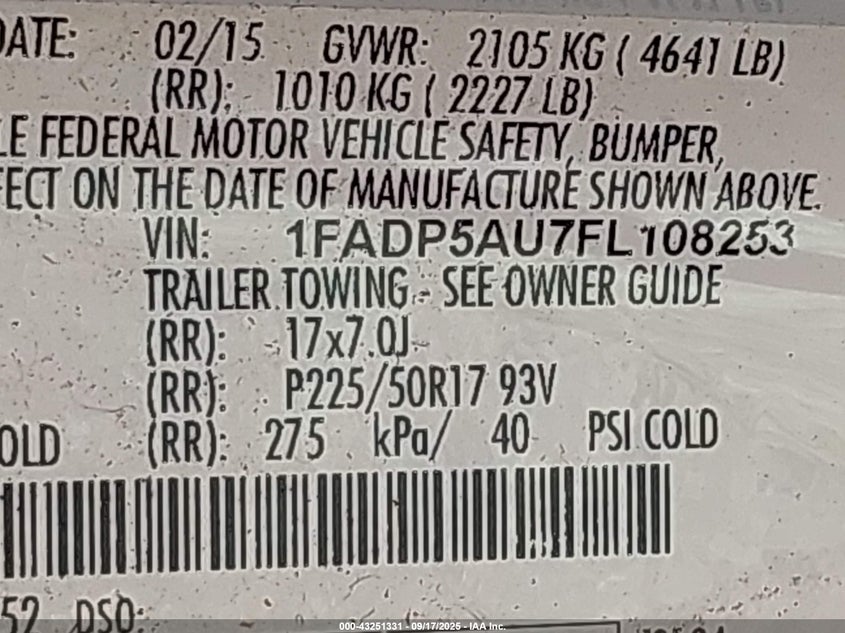 DATE: 02/15 GVWR: 2105 KG ( 4641 LB)
(RR): 1010 KG ( 2227 LB)
LE FEDERAL MOTOR VEHICLE SAFETY, BUMPER,
FECT ON THE DATE OF MANUFACTURE SHOWN ABOVE.
VIN: 1FADP5AU7FL108253
TRAILER TOWING - SEE OWNER GUIDE
(RR): 17x7.0J
(RR): P225/50R17 93V
OLD (RR): 275 kPa/ 40 PSI COLD
52 DSO:
000-43251331 - 09/17/2025 - IAA Inc.